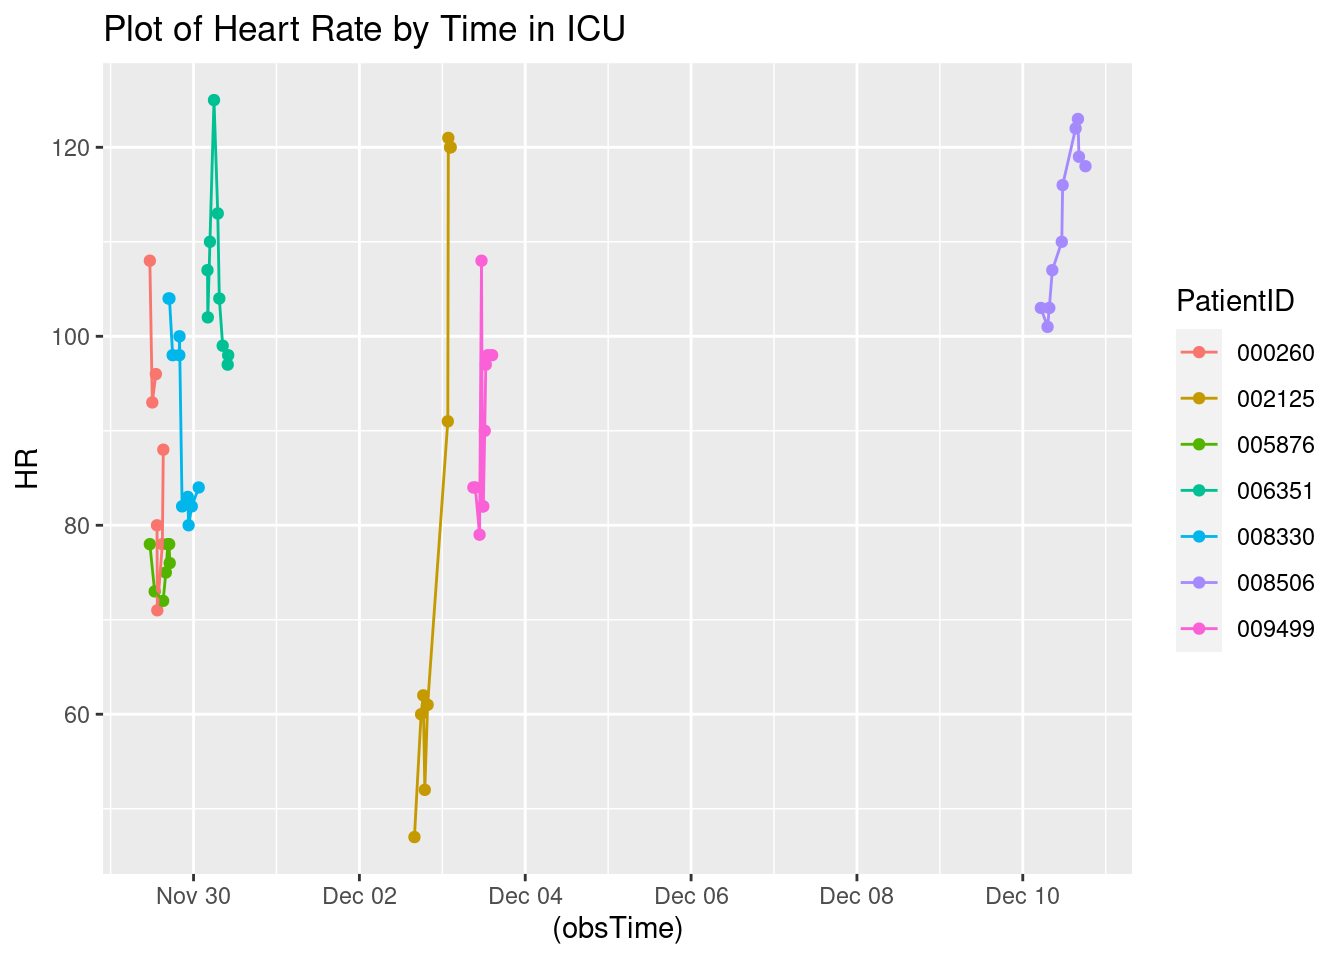 Plot of Heart Rate by Time in ICU
120
100
80
60
HR
Nov 30 Dec 02 Dec 04 Dec 06 Dec 08 Dec 10
(obsTime)
PatientID
000260
002125
005876
006351
008330
008506
009499